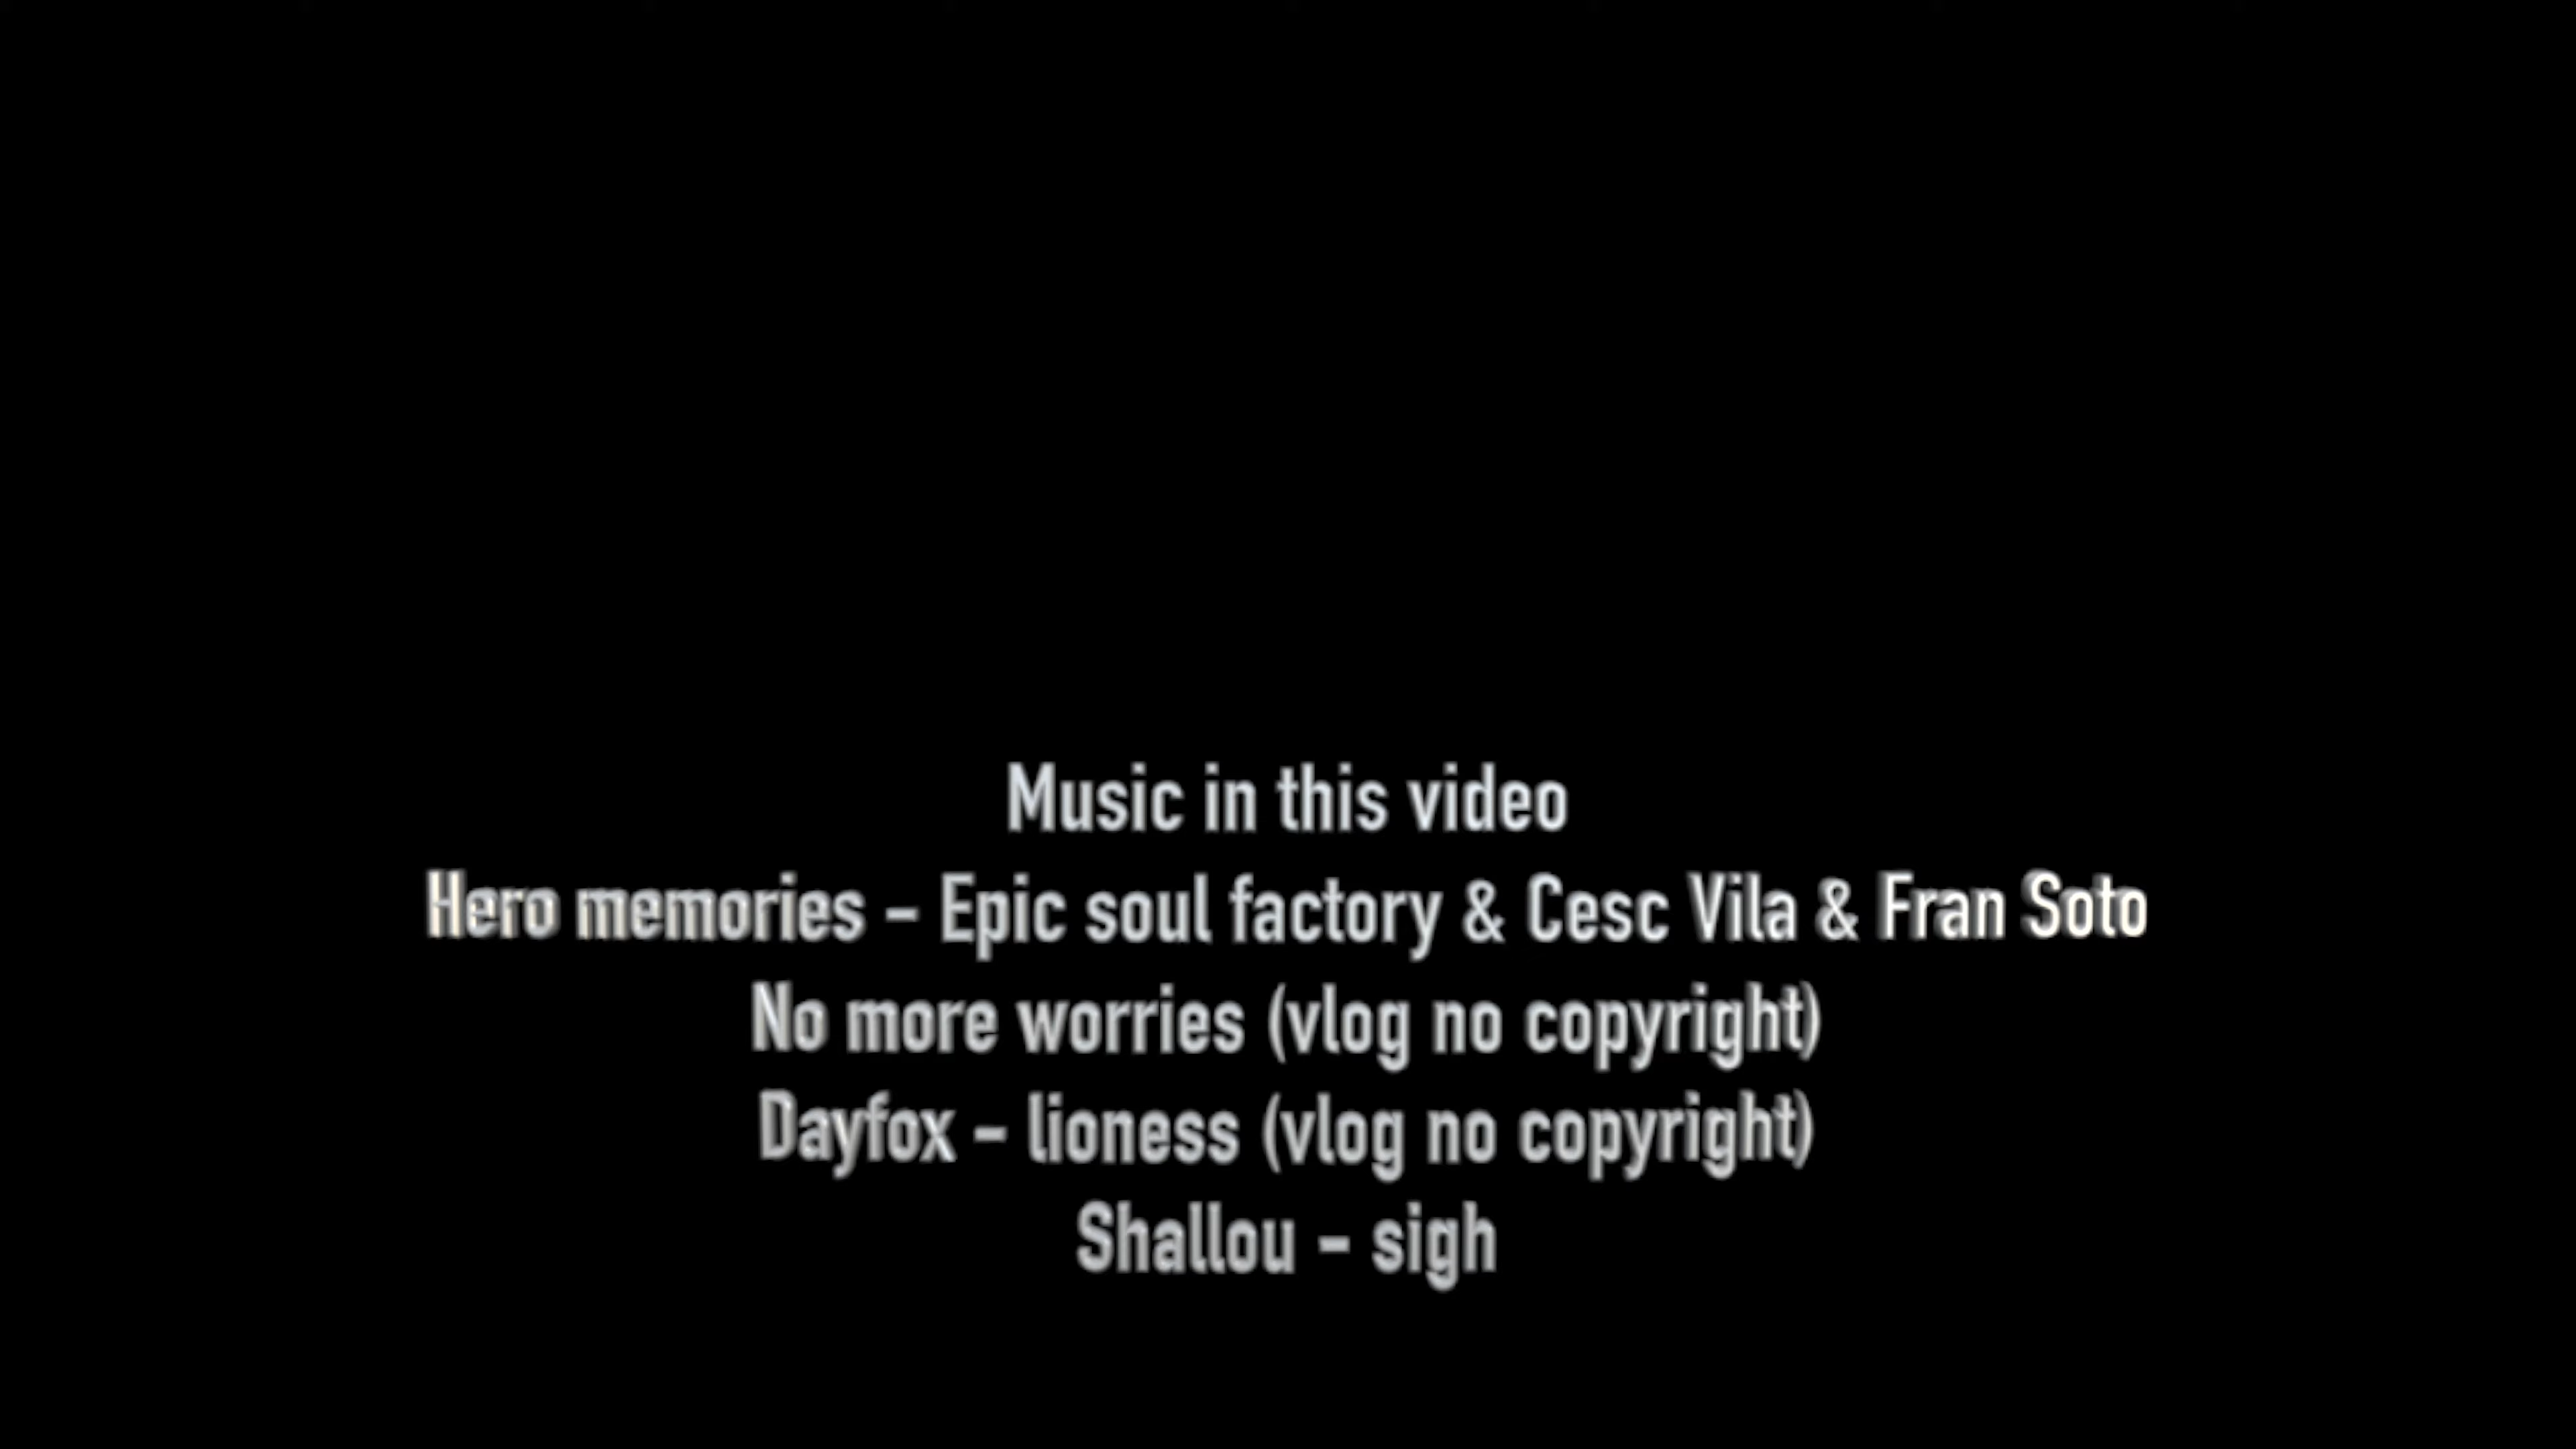 Music in this video
Hero memories – Epic soul factory & Cesc Vila & Fran Soto
No more worries (vlog no copyright)
Dayfox – lioness (vlog no copyright)
Shallou – sigh